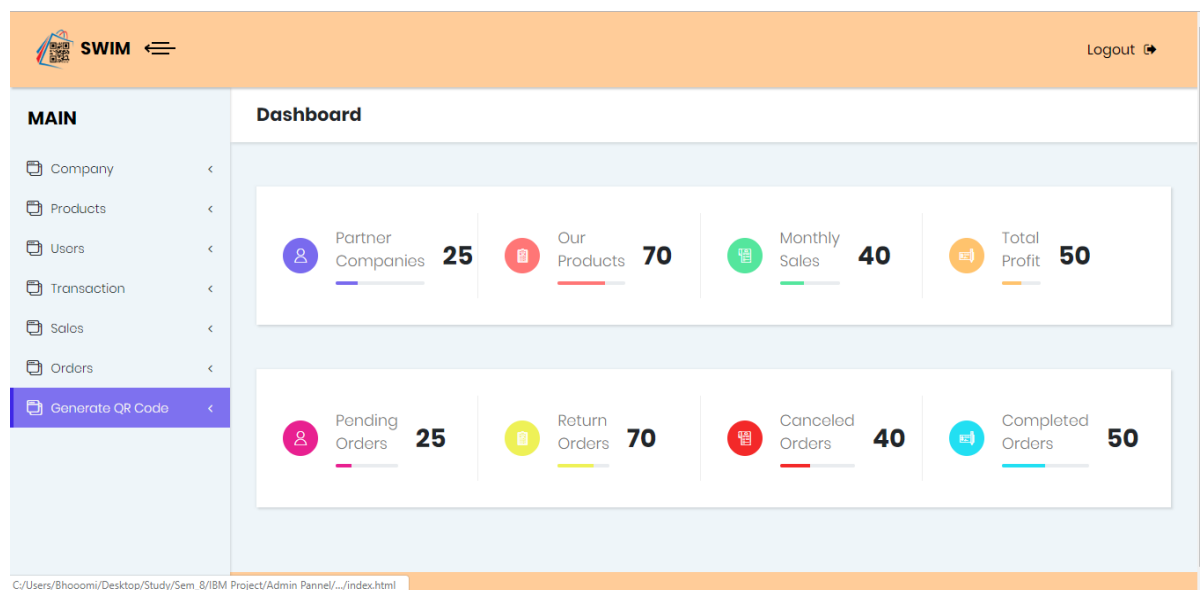 SWIM
Logout
MAIN
Dashboard
Company
Products
Users
Transaction
Sales
Orders
Generate QR Code
Partner
Companies 25
Our
Products 70
Monthly
Sales 40
Total
Profit 50
Pending
Orders 25
Return
Orders 70
Canceled
Orders 40
Completed
Orders 50
C:/Users/Bhooomi/Desktop/Study/Sem_8/IBM Project/Admin Pannel/.../index.html